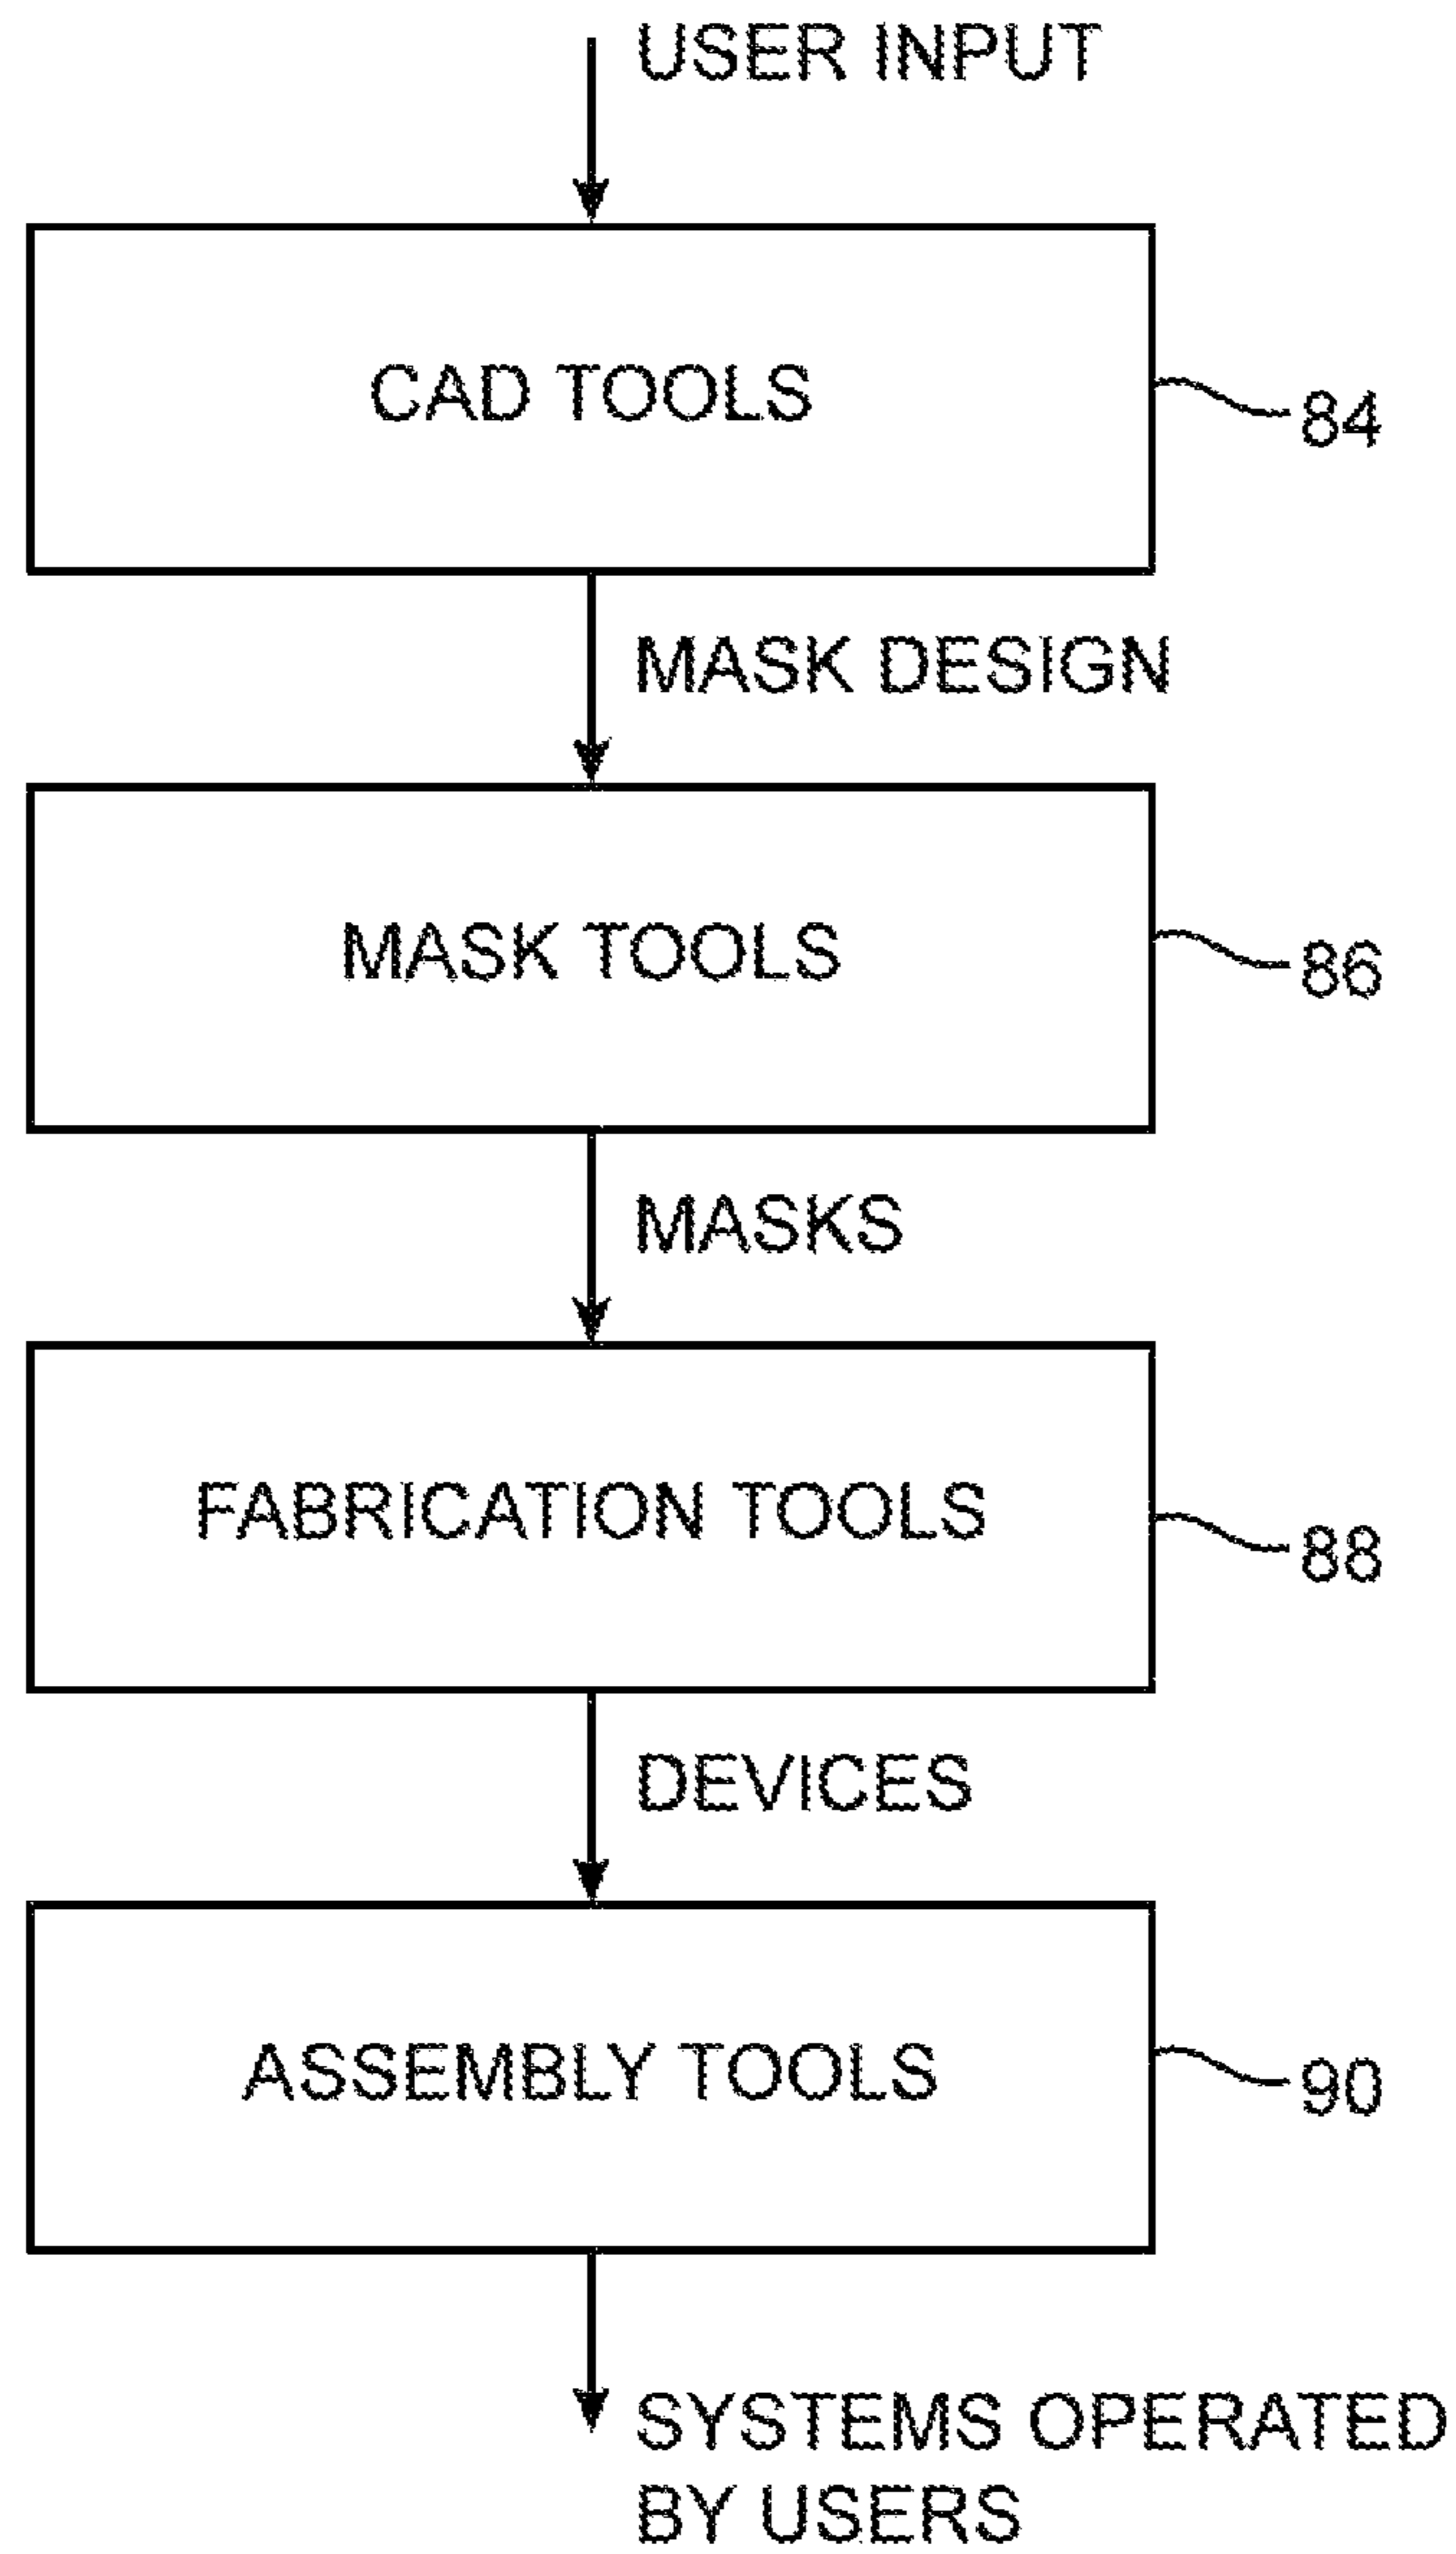 USER INPUT
CAD TOOLS
84
MASK DESIGN
MASK TOOLS
86
MASKS
FABRICATION TOOLS
88
DEVICES
ASSEMBLY TOOLS
90
SYSTEMS OPERATED
BY USERS